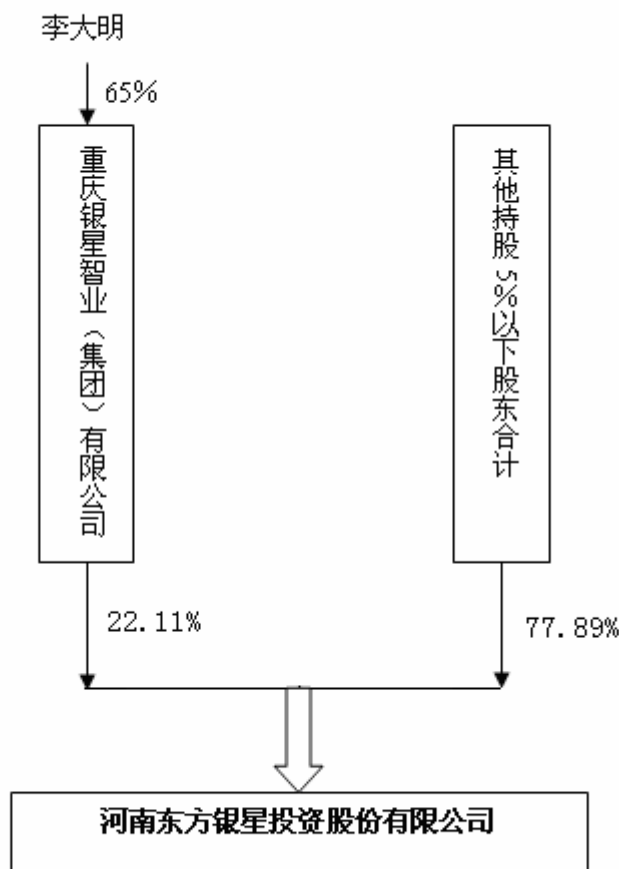 李大明
65%
重庆银星智业（集团）有限公司
其他持股5%以下股东合计
22.11%
77.89%
河南东方银星投资股份有限公司